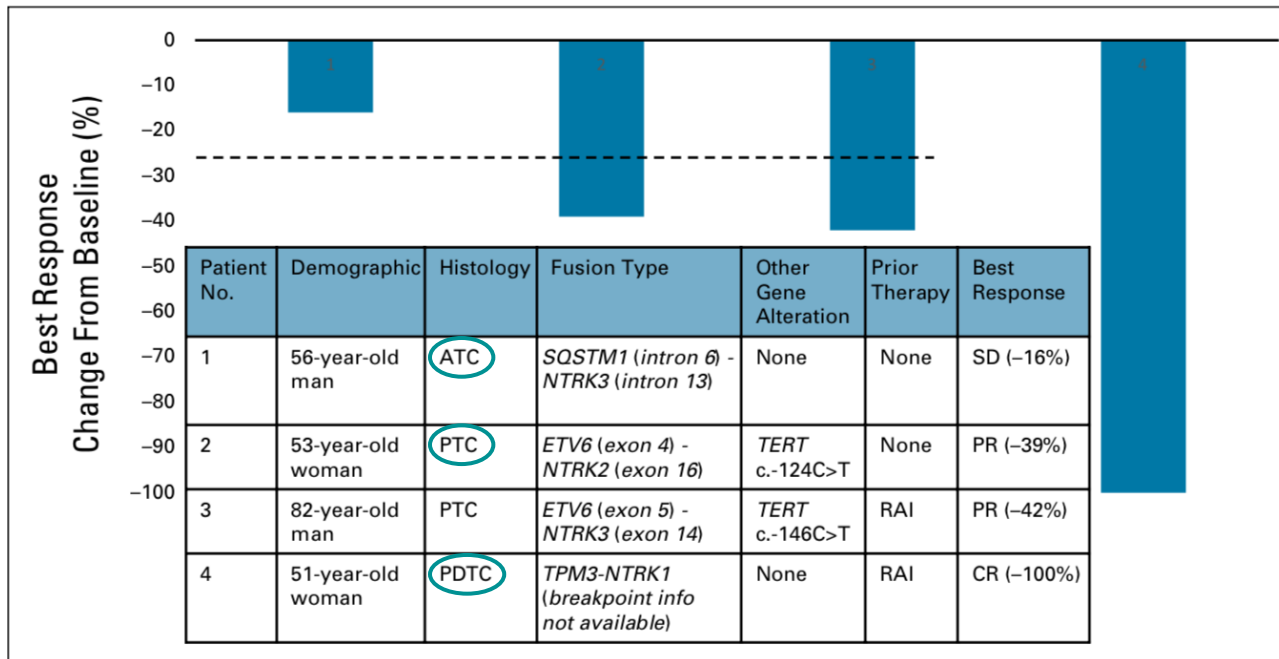 Best Response
Change From Baseline (%)
0
–10
–20
–30
–40
–50
–60
–70
–80
–90
–100
1
2
3
4
Patient No.
Demographic
Histology
Fusion Type
Other Gene Alteration
Prior Therapy
Best Response
1
56-year-old man
ATC
SQSTM1 (intron 6) - NTRK3 (intron 13)
None
None
SD (–16%)
2
53-year-old woman
PTC
ETV6 (exon 4) - NTRK2 (exon 16)
TERT c.-124C>T
None
PR (–39%)
3
82-year-old man
PTC
ETV6 (exon 5) - NTRK3 (exon 14)
TERT c.-146C>T
RAI
PR (–42%)
4
51-year-old woman
PDTC
TPM3-NTRK1 (breakpoint info not available)
None
RAI
CR (–100%)